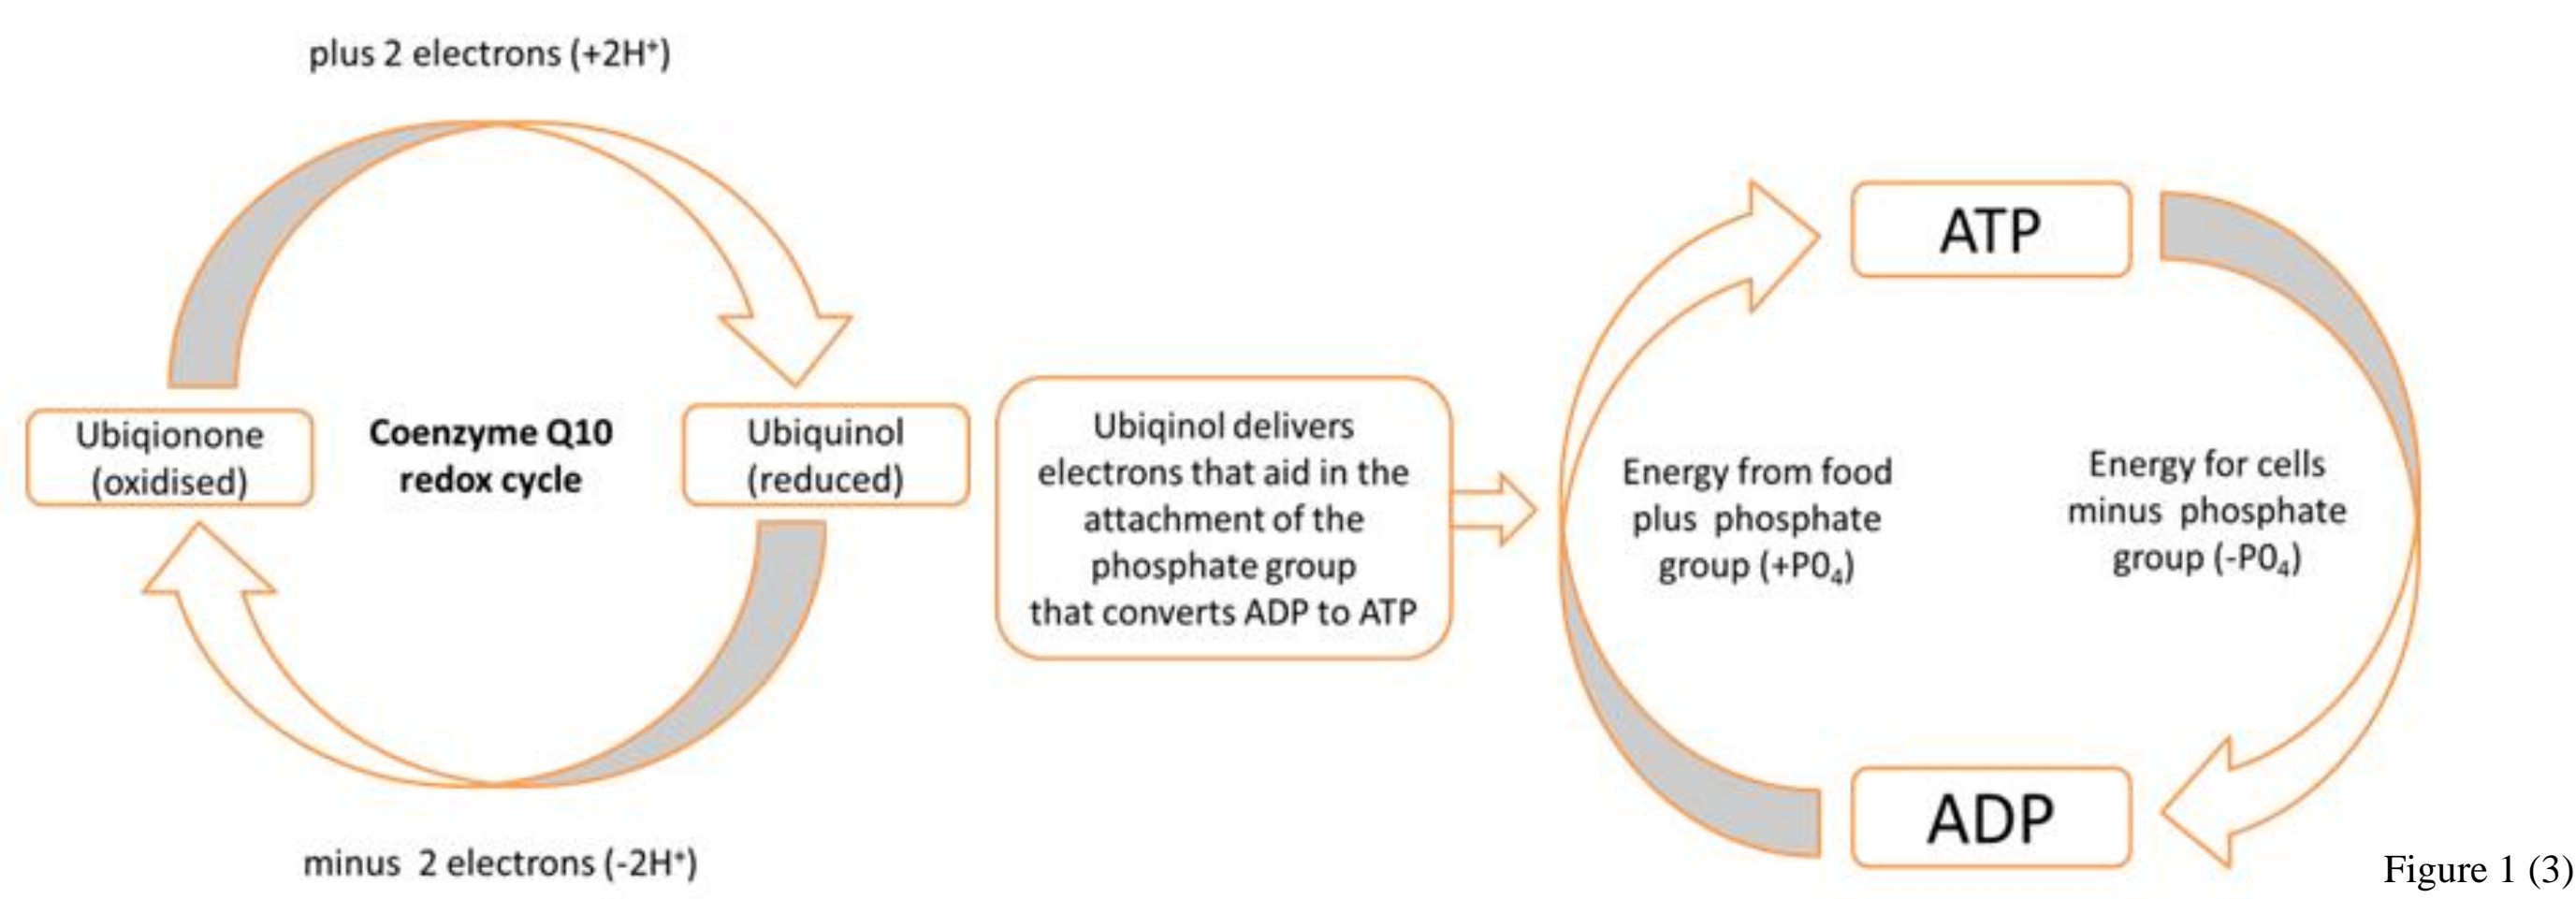 plus 2 electrons (+2H⁺)
Ubiqionone
(oxidised)
Coenzyme Q10
redox cycle
Ubiquinol
(reduced)
minus 2 electrons (-2H⁺)
Ubiqinol delivers
electrons that aid in the
attachment of the
phosphate group
that converts ADP to ATP
ATP
Energy from food
plus phosphate
group (+P0₄)
Energy for cells
minus phosphate
group (-P0₄)
ADP
Figure 1 (3)